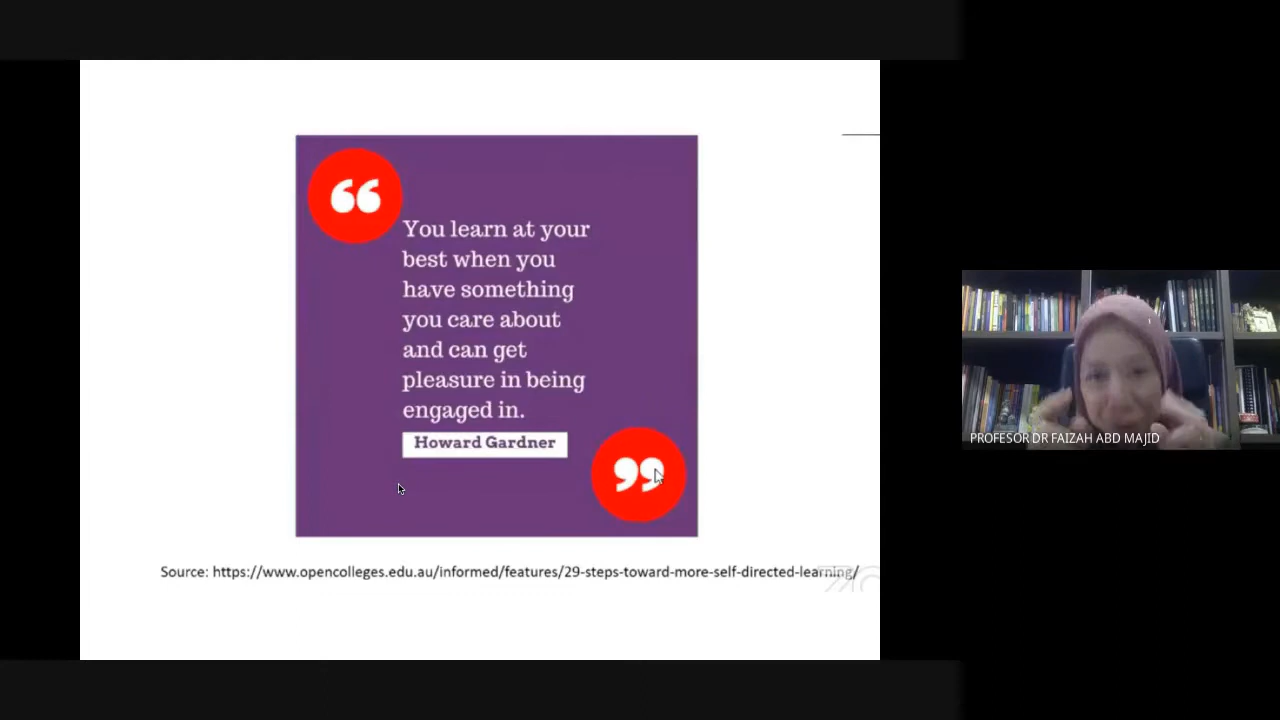 “
You learn at your
best when you
have something
you care about
and can get
pleasure in being
engaged in.
Howard Gardner
”
Source: https://www.opencolleges.edu.au/informed/features/29-steps-toward-more-self-directed-learning/
PROFESOR DR FAIZAH ABD MAJID